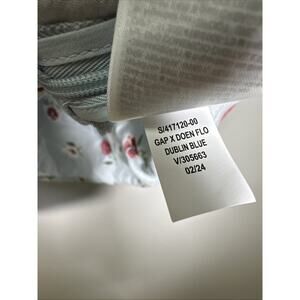 S/417120-00
GAP X DOEN FLO
DUBLIN BLUE
V/305663
02/24